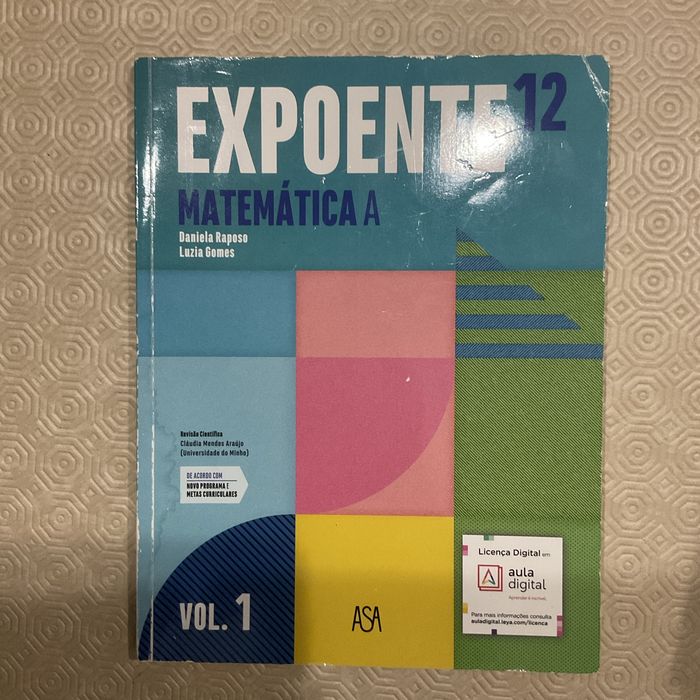 EXPOENTE¹²
MATEMÁTICA A
Daniela Raposo
Luzia Gomes
Revisão Científica
Cláudia Mendes Araújo
(Universidade do Minho)
DE ACORDO COM
NOVO PROGRAMA E
METAS CURRICULARES
VOL. 1
ASA
Licença Digital em
aula
digital
Aprender é incrível.
Para mais informações consulta
auladigital.leya.com/licenca